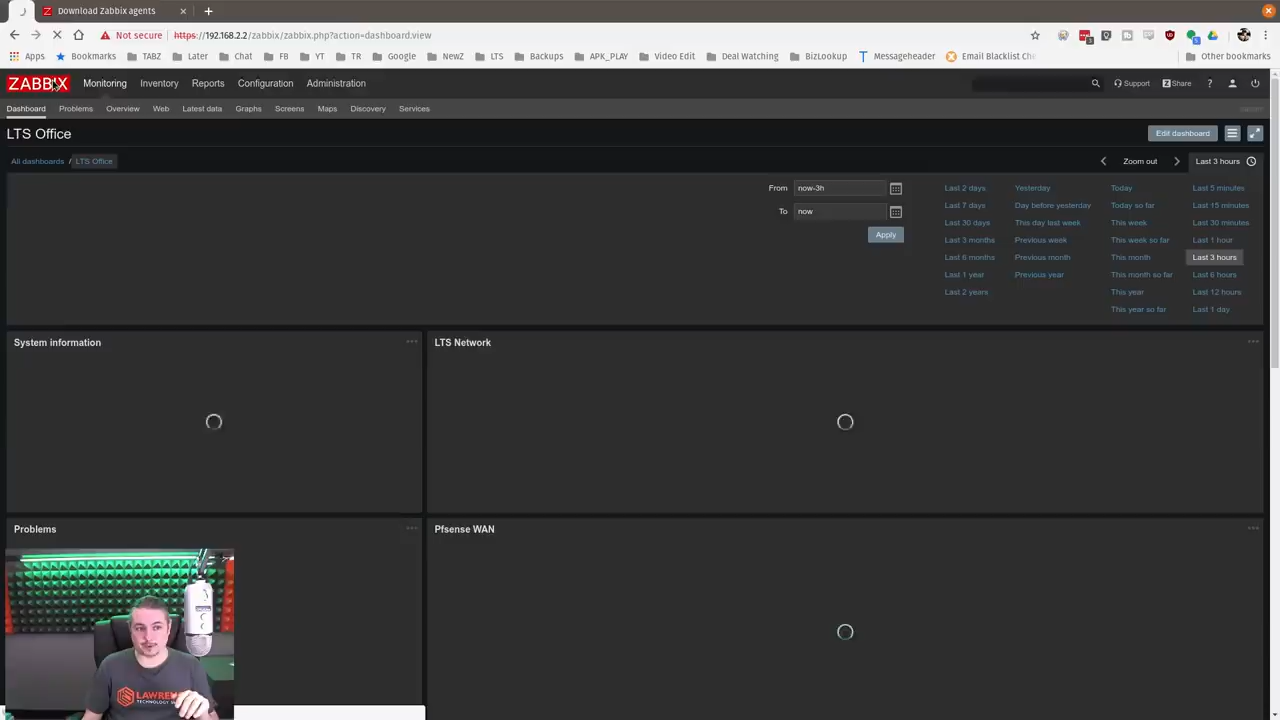 Download Zabbix agents
Not secure https://192.168.2.2/zabbix/zabbix.php?action=dashboard.view
Apps Bookmarks TABZ Later Chat FB YT TR Google NewZ LTS Backups APK_PLAY Video Edit Deal Watching BizLookup Messageheader Email Blacklist Che Other bookmarks
ZABBIX Monitoring Inventory Reports Configuration Administration Support Share ?
Dashboard Problems Overview Web Latest data Graphs Screens Maps Discovery Services
LTS Office Edit dashboard
All dashboards / LTS Office Zoom out Last 3 hours
From now-3h Last 2 days Yesterday Today Last 5 minutes
To now Last 7 days Day before yesterday Today so far Last 15 minutes
Last 30 days This day last week This week Last 30 minutes
Apply Last 3 months Previous week This week so far Last 1 hour
Last 6 months Previous month This month Last 3 hours
Last 1 year Previous year This month so far Last 6 hours
Last 2 years This year Last 12 hours
This year so far Last 1 day
System information LTS Network
Problems Pfsense WAN